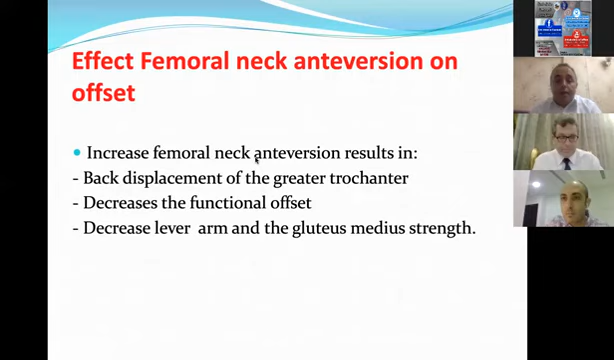 Effect Femoral neck anteversion on
offset
Increase femoral neck anteversion results in:
- Back displacement of the greater trochanter
- Decreases the functional offset
- Decrease lever arm and the gluteus medius strength.